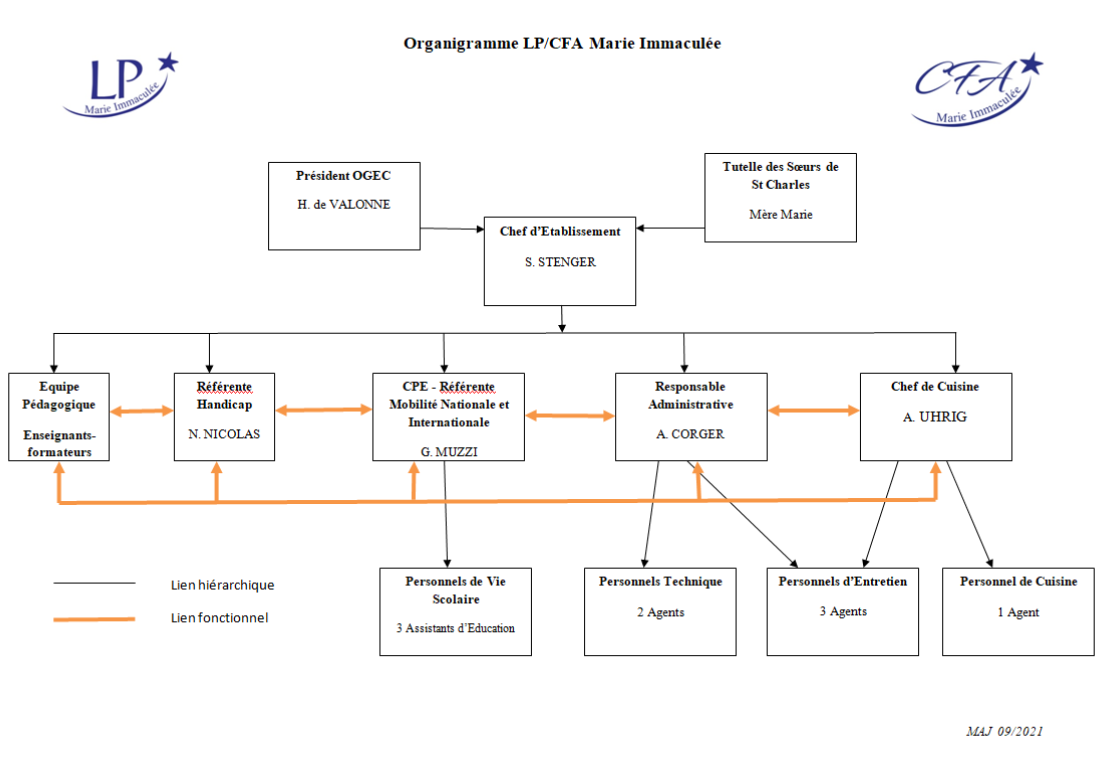 Organigramme LP/CFA Marie Immaculée
LP
Marie Immaculée
CFA
Marie Immaculée
Président OGEC
H. de VALONNE
Tutelle des Sœurs de
St Charles
Mère Marie
Chef d'Etablissement
S. STENGER
Equipe
Pédagogique
Enseignants-
formateurs
Référente
Handicap
N. NICOLAS
CPE - Référente
Mobilité Nationale et
Internationale
G. MUZZI
Responsable
Administrative
A. CORGER
Chef de Cuisine
A. UHRIG
Personnels de Vie
Scolaire
3 Assistants d'Education
Personnels Technique
2 Agents
Personnels d'Entretien
3 Agents
Personnel de Cuisine
1 Agent
Lien hiérarchique
Lien fonctionnel
MAJ 09/2021